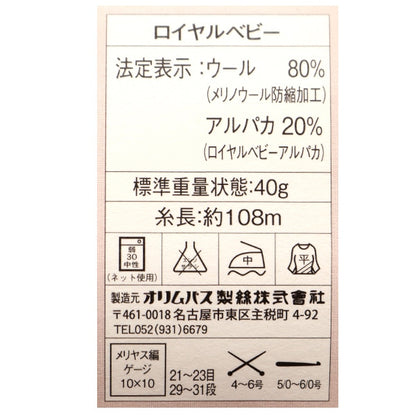 ロイヤルベビー
法定表示:ウール 80%
(メリノウール防縮加工)
アルパカ 20%
(ロイヤルベビーアルパカ)
標準重量状態:40g
糸長:約108m
弱
30
中性
(ネット使用)
エンソ
サラシ
中
平
製造元 オリムパス製絲株式會社
〒461-0018 名古屋市東区主税町 4-92
TEL052(931)6679
メリヤス編
ゲージ
10×10
21〜23目
29〜31段
4〜6号
5/0〜6/0号